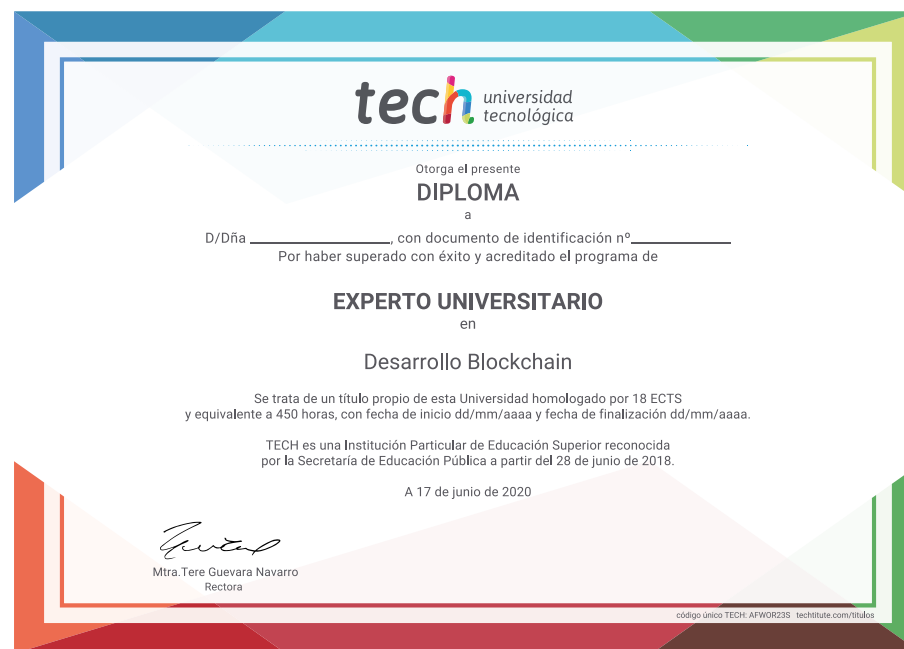 tech universidad
tecnológica
Otorga el presente
DIPLOMA
a
D/Dña ____________________, con documento de identificación nº______________
Por haber superado con éxito y acreditado el programa de
EXPERTO UNIVERSITARIO
en
Desarrollo Blockchain
Se trata de un título propio de esta Universidad homologado por 18 ECTS
y equivalente a 450 horas, con fecha de inicio dd/mm/aaaa y fecha de finalización dd/mm/aaaa.
TECH es una Institución Particular de Educación Superior reconocida
por la Secretaría de Educación Pública a partir del 28 de junio de 2018.
A 17 de junio de 2020
Mtra.Tere Guevara Navarro
Rectora
código único TECH: AFWOR23S techtitute.com/titulos